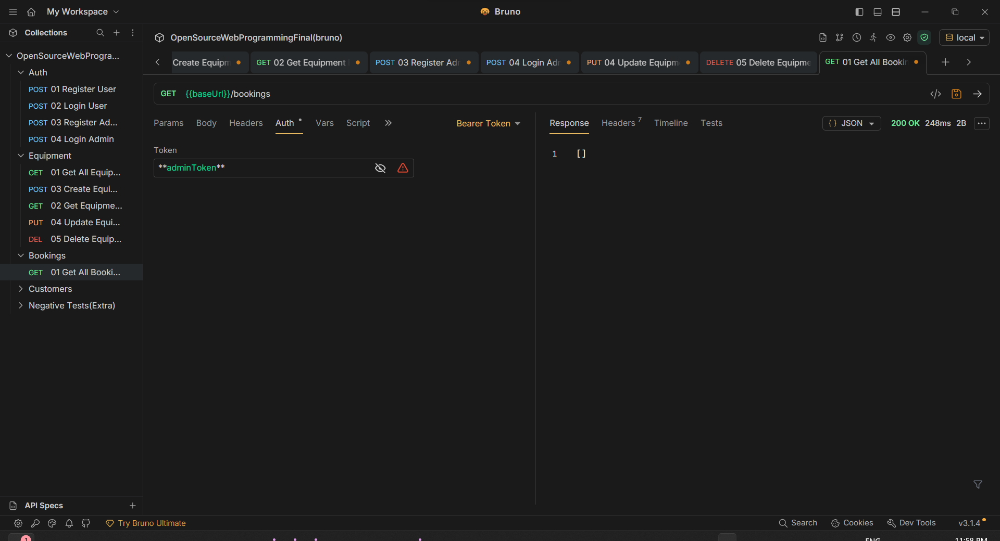 My Workspace
Bruno
Collections
OpenSourceWebProgrammingFinal(bruno)
local
OpenSourceWebProgra...
Auth
POST 01 Register User
POST 02 Login User
POST 03 Register Ad...
POST 04 Login Admin
Equipment
GET 01 Get All Equip...
POST 03 Create Equi...
GET 02 Get Equipme...
PUT 04 Update Equi...
DEL 05 Delete Equip...
Bookings
GET 01 Get All Booki...
Customers
Negative Tests(Extra)
Create Equipm
GET 02 Get Equipment
POST 03 Register Adr
POST 04 Login Adr
PUT 04 Update Equipm
DELETE 05 Delete Equipme
GET 01 Get All Bookin
GET {{baseUrl}}/bookings
Params Body Headers Auth Vars Script Bearer Token
Token
**adminToken**
Response Headers 7 Timeline Tests
{ } JSON 200 OK 248ms 2B
1 []
API Specs
Try Bruno Ultimate
Search Cookies Dev Tools v3.1.4
1
ENG
11:58 PM